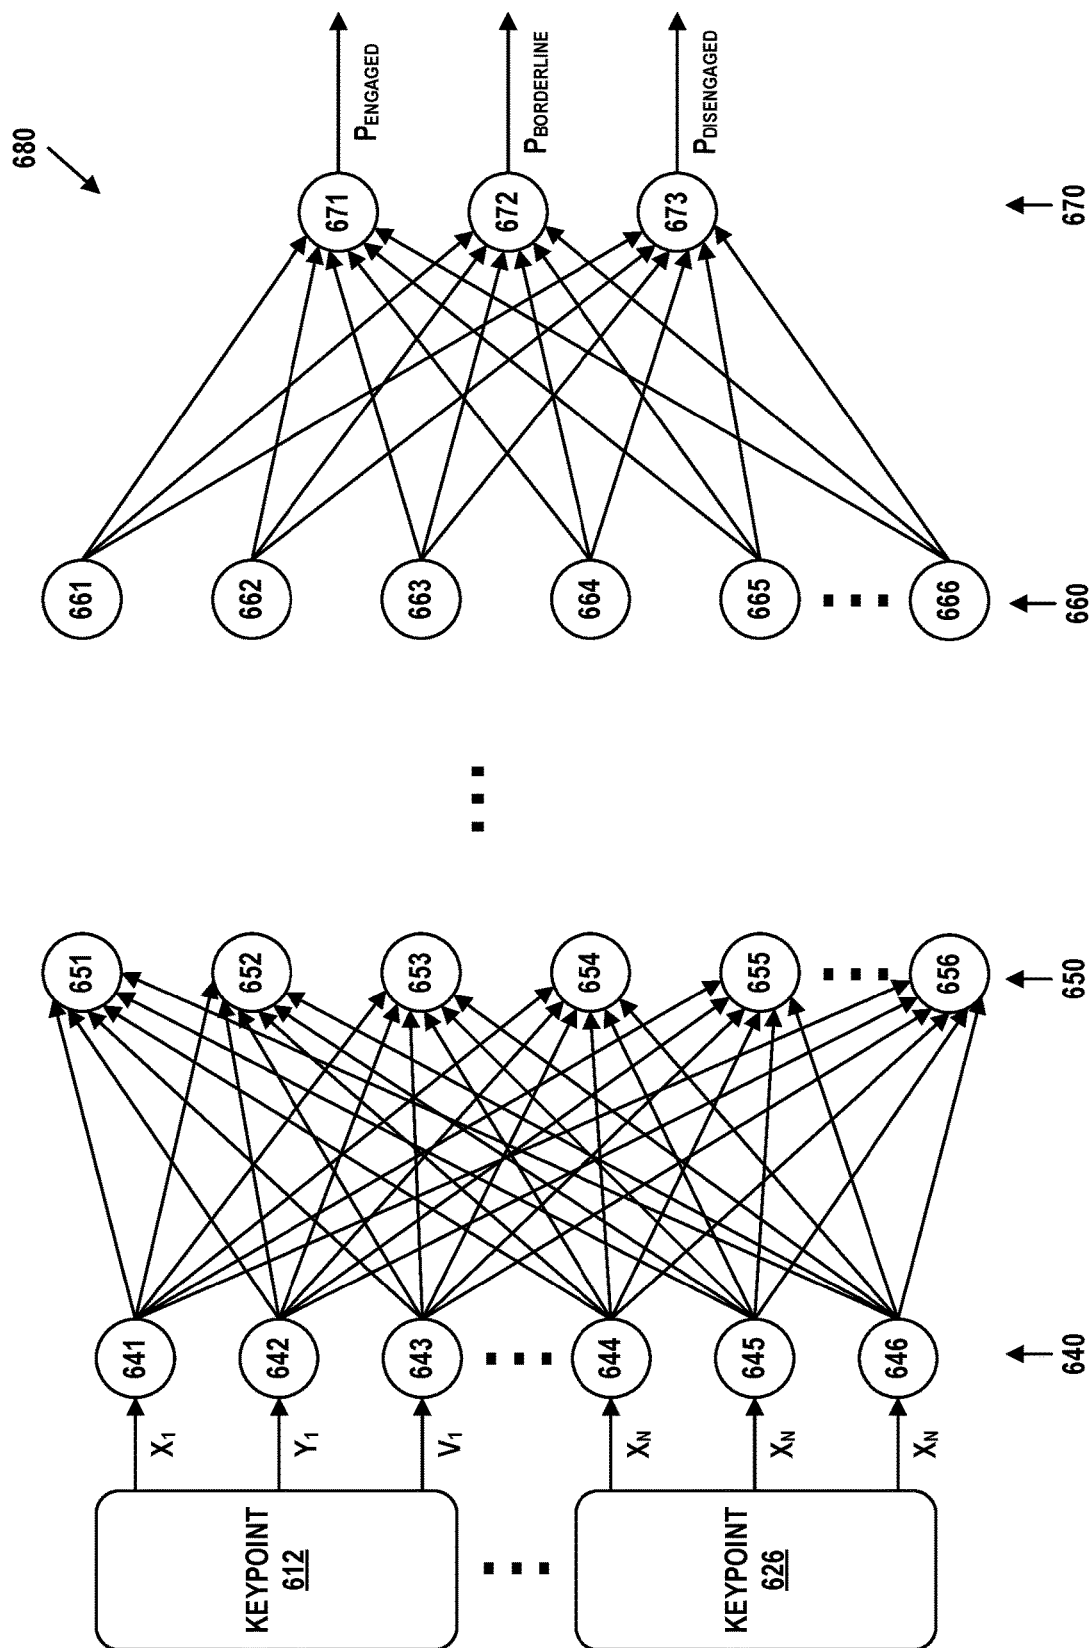 680
KEYPOINT
612
KEYPOINT
626
X1
Y1
V1
XN
XN
XN
641
642
643
644
645
646
640
651
652
653
654
655
656
650
661
662
663
664
665
666
660
671
672
673
670
PENGAGED
PBORDERLINE
PDISENGAGED